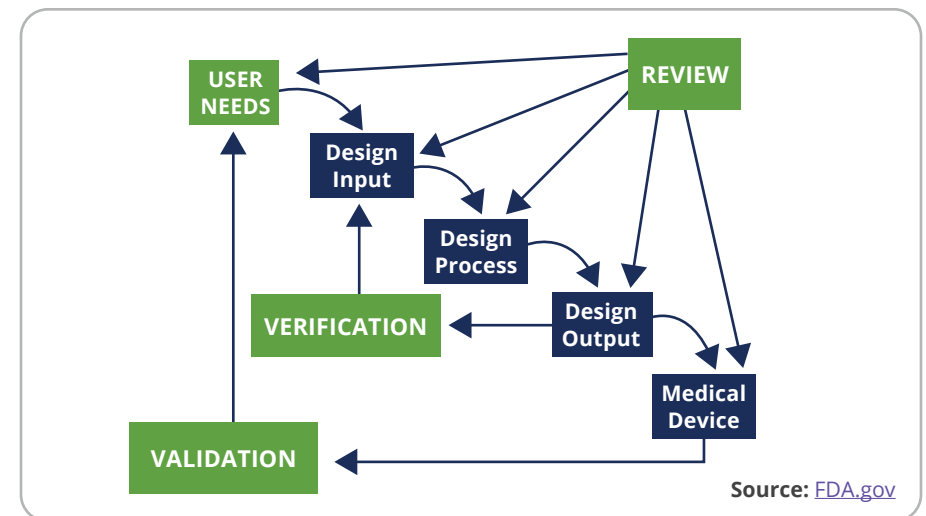 USER
NEEDS
REVIEW
Design
Input
Design
Process
VERIFICATION
Design
Output
Medical
Device
VALIDATION
Source: FDA.gov